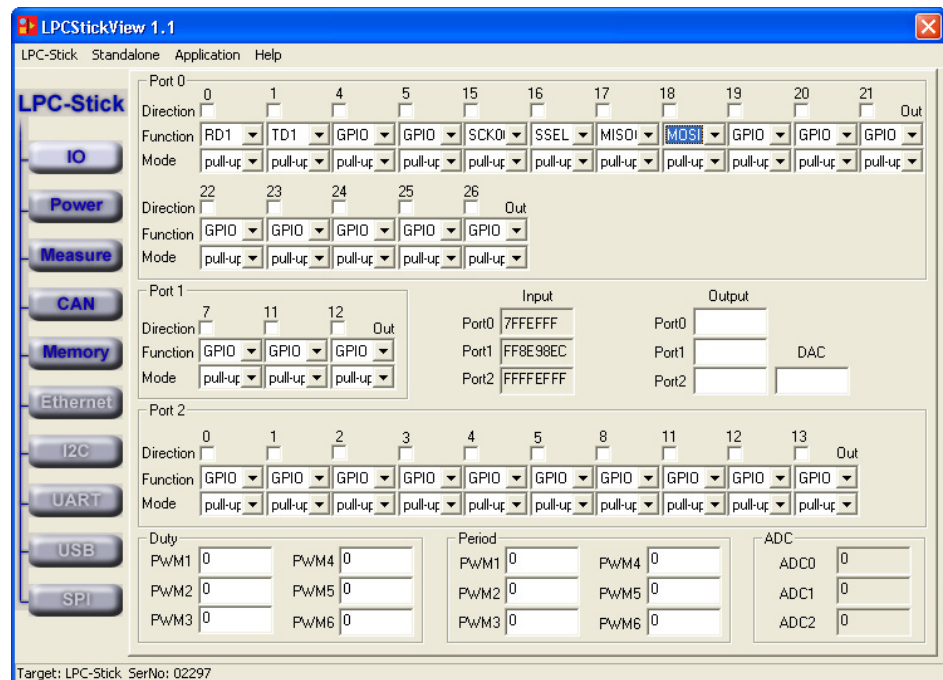 LPCStickView 1.1
LPC-Stick Standalone Application Help
LPC-Stick
IO
Power
Measure
CAN
Memory
Ethernet
I2C
UART
USB
SPI
Port 0
0 1 4 5 15 16 17 18 19 20 21
Direction Out
Function RD1 TD1 GPIO GPIO SCK0 SSEL MISO MOSI GPIO GPIO GPIO
Mode pull-up pull-up pull-up pull-up pull-up pull-up pull-up pull-up pull-up pull-up pull-up
22 23 24 25 26
Direction Out
Function GPIO GPIO GPIO GPIO GPIO
Mode pull-up pull-up pull-up pull-up pull-up
Port 1
7 11 12
Direction Out
Function GPIO GPIO GPIO
Mode pull-up pull-up pull-up
Input
Port0 7FFEFFF
Port1 FF8E98EC
Port2 FFFFEFFF
Output
Port0
Port1 DAC
Port2
Port 2
0 1 2 3 4 5 8 11 12 13
Direction Out
Function GPIO GPIO GPIO GPIO GPIO GPIO GPIO GPIO GPIO GPIO
Mode pull-up pull-up pull-up pull-up pull-up pull-up pull-up pull-up pull-up pull-up
Duty
PWM1 0 PWM4 0
PWM2 0 PWM5 0
PWM3 0 PWM6 0
Period
PWM1 0 PWM4 0
PWM2 0 PWM5 0
PWM3 0 PWM6 0
ADC
ADC0 0
ADC1 0
ADC2 0
Target: LPC-Stick SerNo: 02297